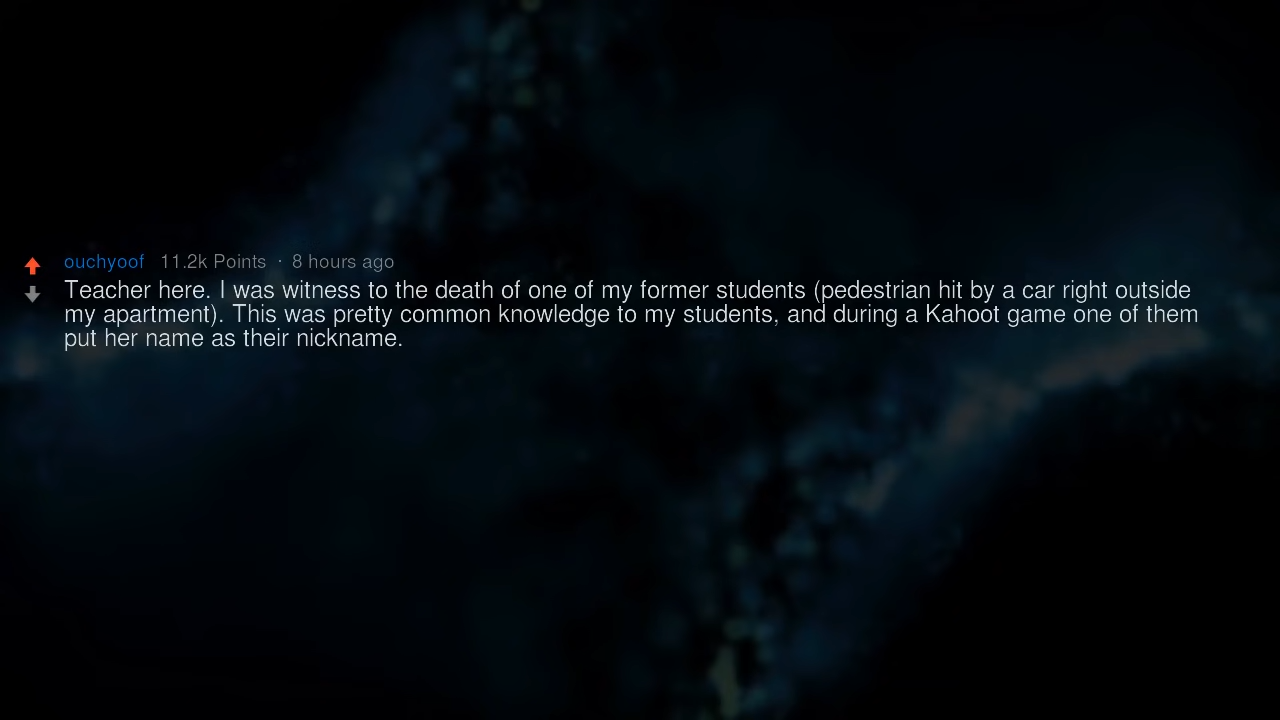 ouchyoof 11.2k Points · 8 hours ago
Teacher here. I was witness to the death of one of my former students (pedestrian hit by a car right outside
my apartment). This was pretty common knowledge to my students, and during a Kahoot game one of them
put her name as their nickname.